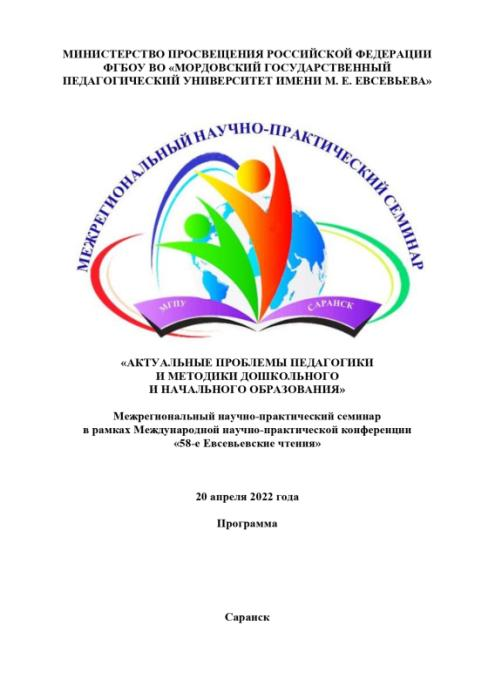 МИНИСТЕРСТВО ПРОСВЕЩЕНИЯ РОССИЙСКОЙ ФЕДЕРАЦИИ
ФГБОУ ВО «МОРДОВСКИЙ ГОСУДАРСТВЕННЫЙ
ПЕДАГОГИЧЕСКИЙ УНИВЕРСИТЕТ ИМЕНИ М. Е. ЕВСЕВЬЕВА»
МЕЖРЕГИОНАЛЬНЫЙ НАУЧНО-ПРАКТИЧЕСКИЙ СЕМИНАР
МГПУ
САРАНСК
«АКТУАЛЬНЫЕ ПРОБЛЕМЫ ПЕДАГОГИКИ
И МЕТОДИКИ ДОШКОЛЬНОГО
И НАЧАЛЬНОГО ОБРАЗОВАНИЯ»
Межрегиональный научно-практический семинар
в рамках Международной научно-практической конференции
«58-е Евсевьевские чтения»
20 апреля 2022 года
Программа
Саранск